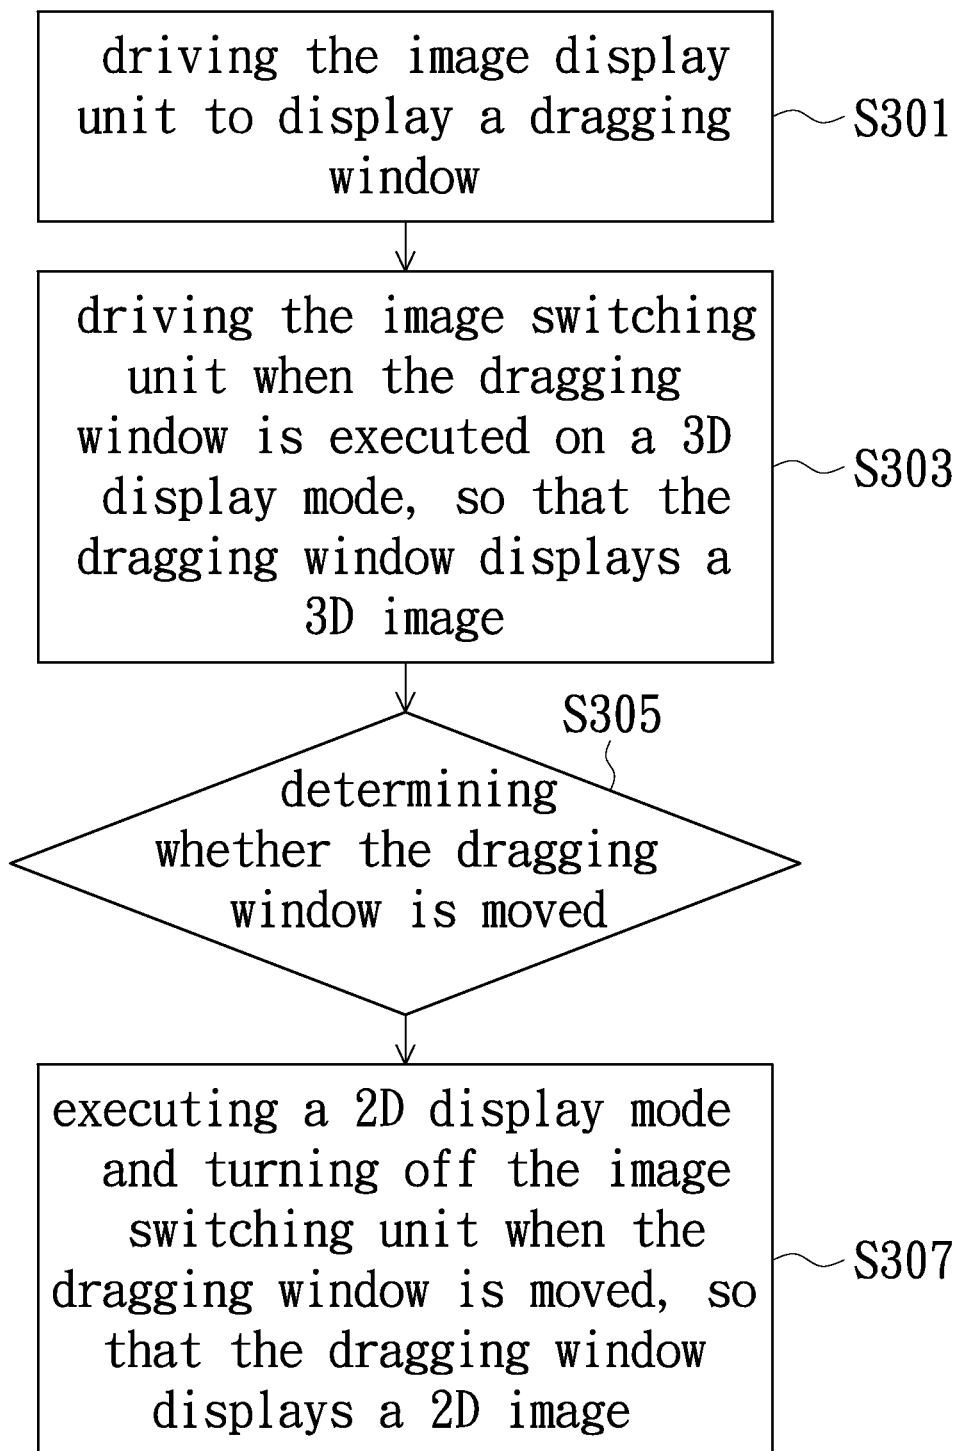 driving the image display
unit to display a dragging
window
S301
driving the image switching
unit when the dragging
window is executed on a 3D
display mode, so that the
dragging window displays a
3D image
S303
S305
determining
whether the dragging
window is moved
executing a 2D display mode
and turning off the image
switching unit when the
dragging window is moved, so
that the dragging window
displays a 2D image
S307